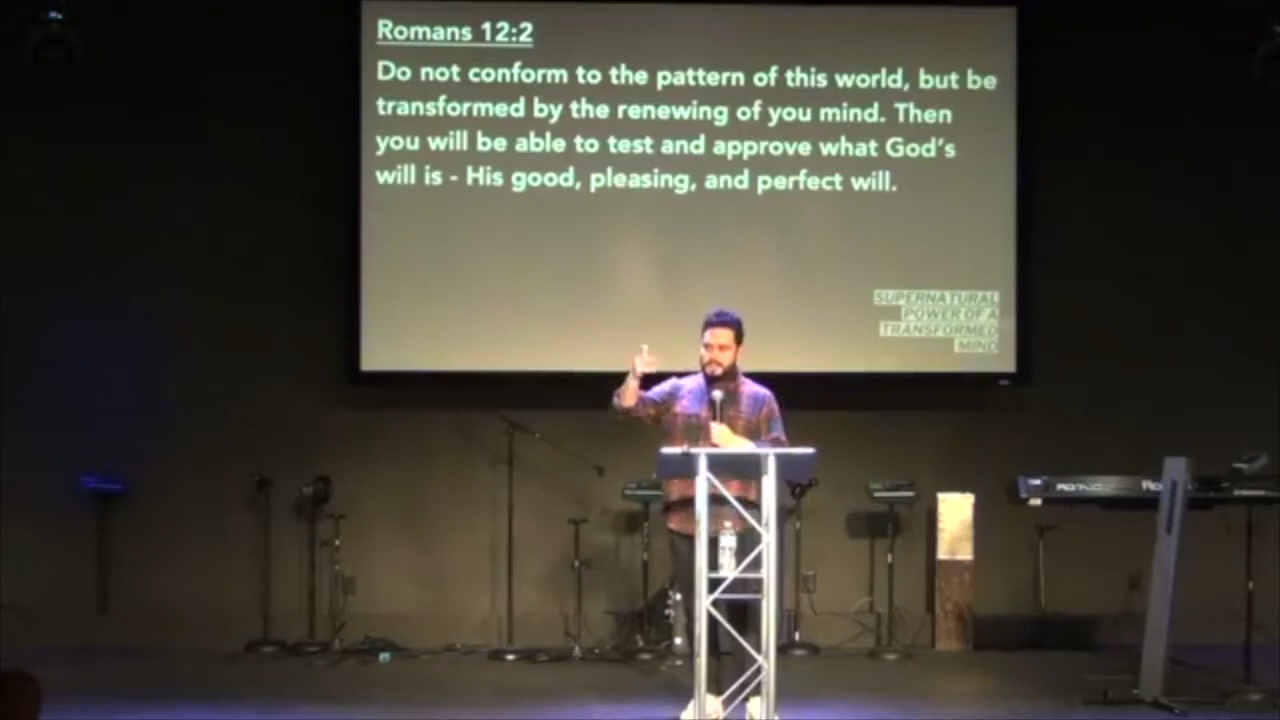 Romans 12:2
Do not conform to the pattern of this world, but be
transformed by the renewing of you mind. Then
you will be able to test and approve what God's
will is - His good, pleasing, and perfect will.
SUPERNATURAL
POWER OF A
TRANSFORMED
MIND